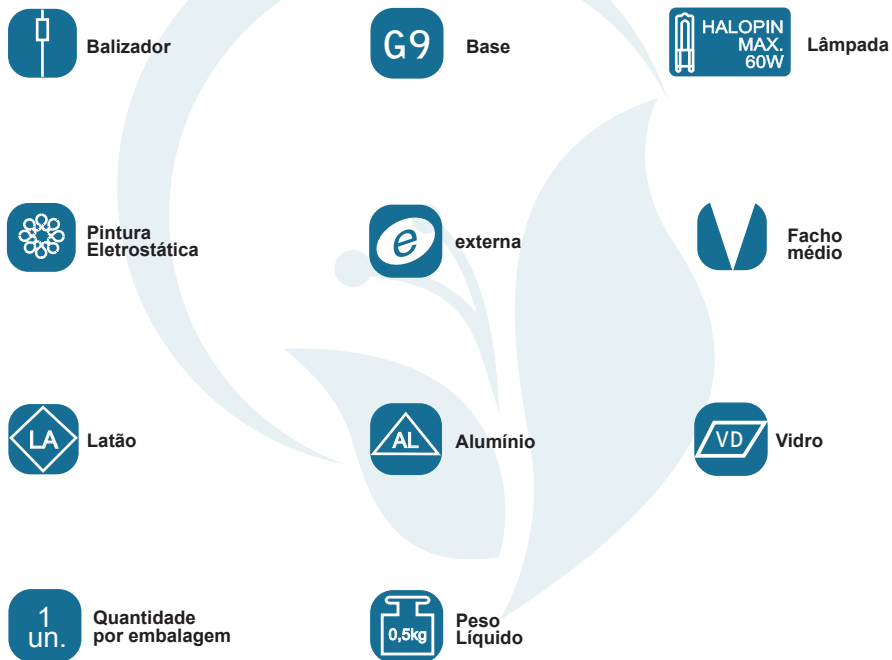 Balizador
G9
Base
HALOPIN
MAX.
60W
Lâmpada
Pintura
Eletrostática
e
externa
Facho
médio
LA
Latão
AL
Alumínio
VD
Vidro
1
un.
Quantidade
por embalagem
0,5kg
Peso
Líquido